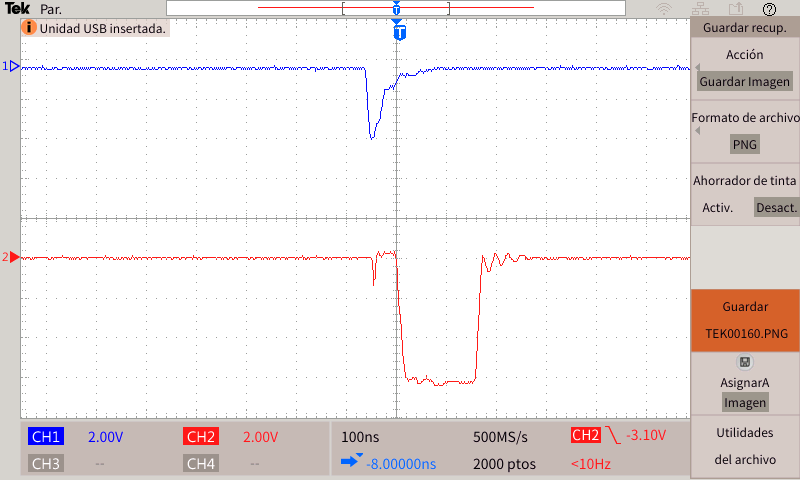 Tek Par.
T
?
i Unidad USB insertada.
T
1
2
Guardar recup.
Acción
Guardar Imagen
Formato de archivo
PNG
Ahorrador de tinta
Activ. Desact.
Guardar
TEK00160.PNG
AsignarA
Imagen
Utilidades
del archivo
CH1 2.00V CH2 2.00V 100ns 500MS/s CH2 -3.10V
CH3 -- CH4 -- -8.00000ns 2000 ptos <10Hz